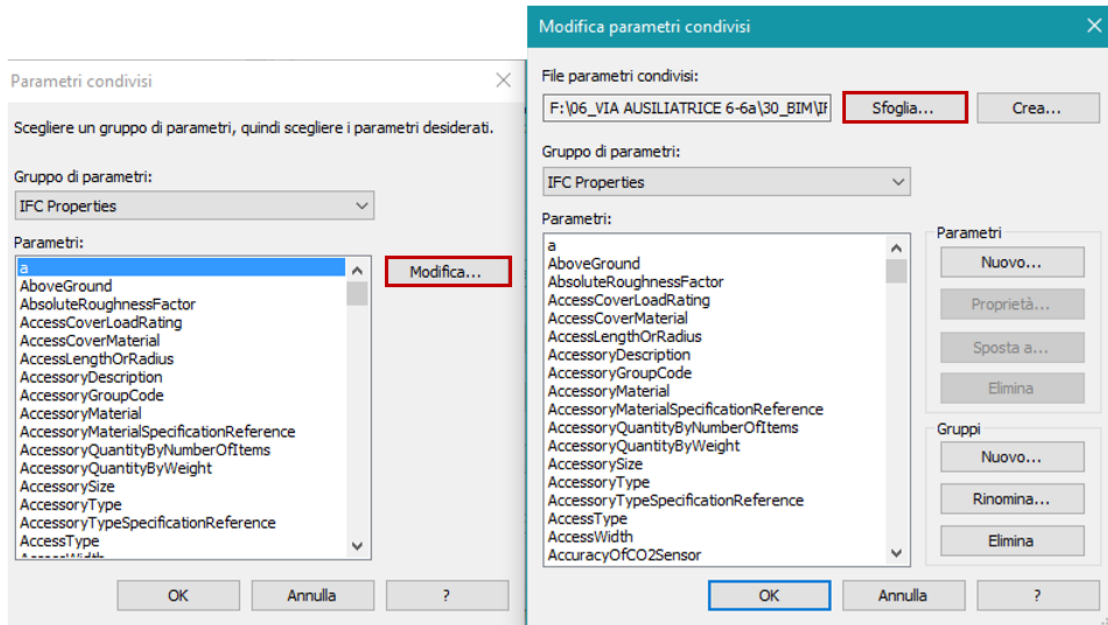 Parametri condivisi
Scegliere un gruppo di parametri, quindi scegliere i parametri desiderati.
Gruppo di parametri:
IFC Properties
Parametri:
a
AboveGround
AbsoluteRoughnessFactor
AccessCoverLoadRating
AccessCoverMaterial
AccessLengthOrRadius
AccessoryDescription
AccessoryGroupCode
AccessoryMaterial
AccessoryMaterialSpecificationReference
AccessoryQuantityByNumberOfItems
AccessoryQuantityByWeight
AccessorySize
AccessoryType
AccessoryTypeSpecificationReference
AccessType
Modifica...
OK
Annulla
?
Modifica parametri condivisi
File parametri condivisi:
F:\06_VIA AUSILIATRICE 6-6a\30_BIM\IF
Sfoglia...
Crea...
Gruppo di parametri:
IFC Properties
Parametri:
a
AboveGround
AbsoluteRoughnessFactor
AccessCoverLoadRating
AccessCoverMaterial
AccessLengthOrRadius
AccessoryDescription
AccessoryGroupCode
AccessoryMaterial
AccessoryMaterialSpecificationReference
AccessoryQuantityByNumberOfItems
AccessoryQuantityByWeight
AccessorySize
AccessoryType
AccessoryTypeSpecificationReference
AccessType
AccessWidth
AccuracyOfCO2Sensor
Parametri
Nuovo...
Proprietà...
Sposta a...
Elimina
Gruppi
Nuovo...
Rinomina...
Elimina
OK
Annulla
?